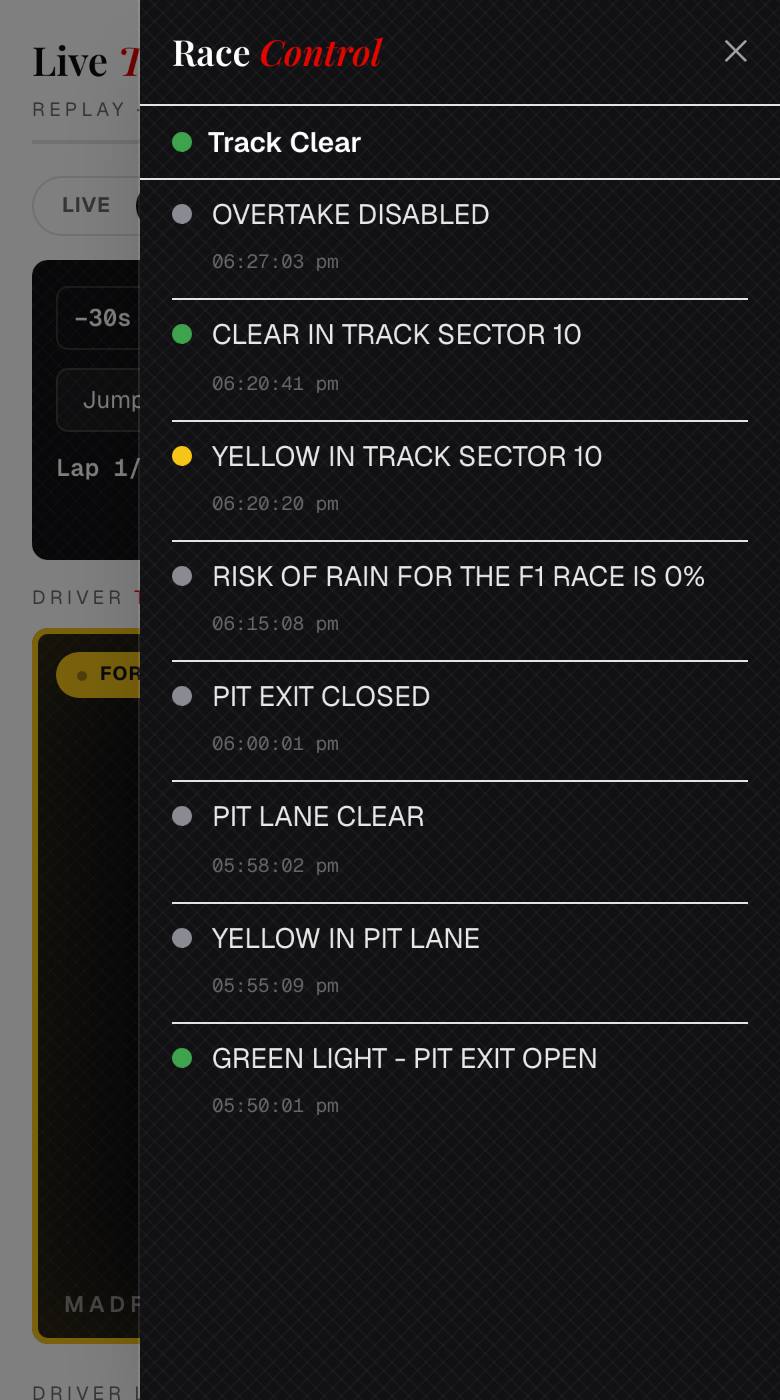 Live
REPLAY
LIVE
−30s
Jump
Lap 1/
DRIVER
FOR
MADR
DRIVER
Race Control
Track Clear
OVERTAKE DISABLED
06:27:03 pm
CLEAR IN TRACK SECTOR 10
06:20:41 pm
YELLOW IN TRACK SECTOR 10
06:20:20 pm
RISK OF RAIN FOR THE F1 RACE IS 0%
06:15:08 pm
PIT EXIT CLOSED
06:00:01 pm
PIT LANE CLEAR
05:58:02 pm
YELLOW IN PIT LANE
05:55:09 pm
GREEN LIGHT - PIT EXIT OPEN
05:50:01 pm